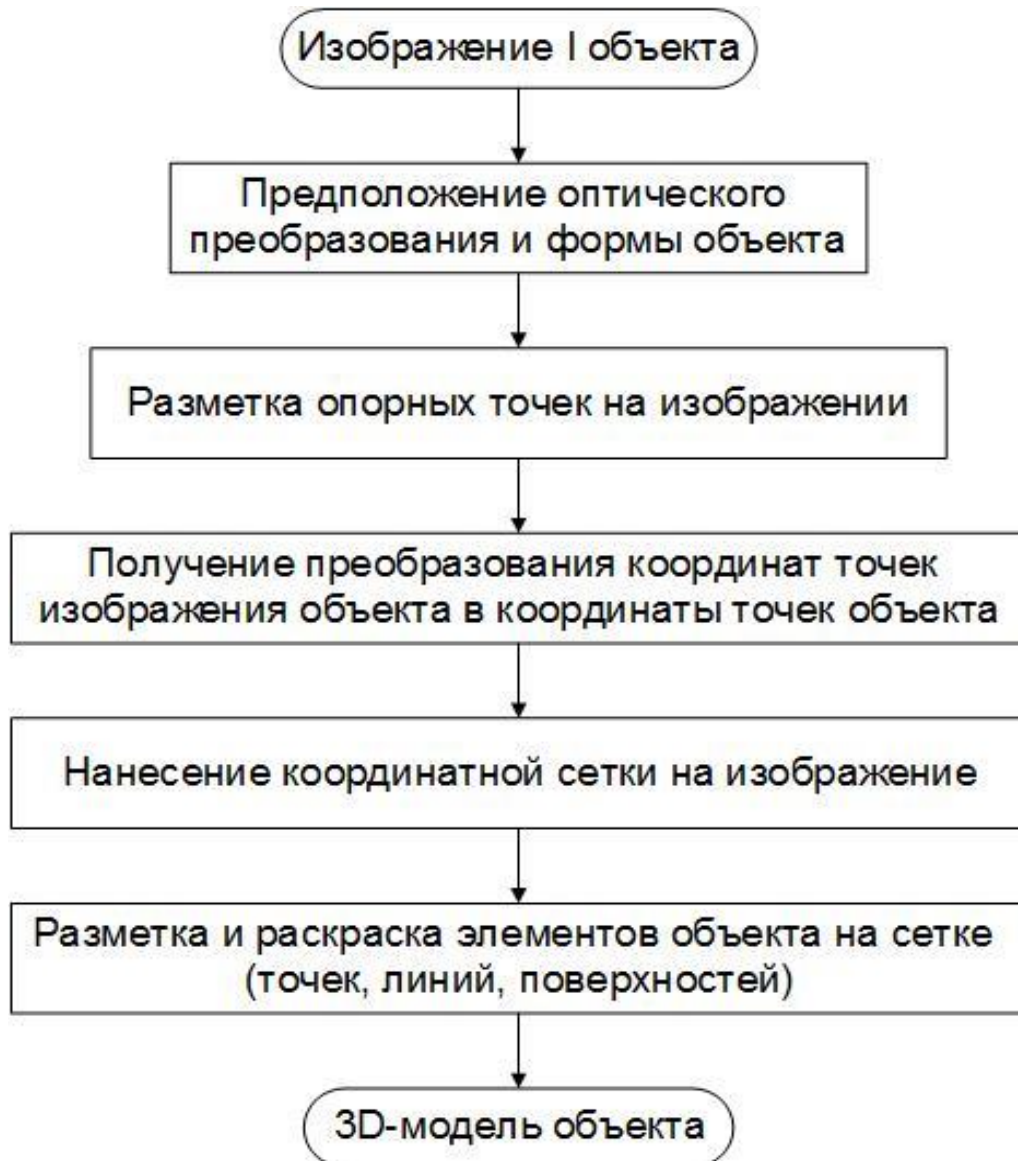 Изображение I объекта
Предположение оптического
преобразования и формы объекта
Разметка опорных точек на изображении
Получение преобразования координат точек
изображения объекта в координаты точек объекта
Нанесение координатной сетки на изображение
Разметка и раскраска элементов объекта на сетке
(точек, линий, поверхностей)
3D-модель объекта